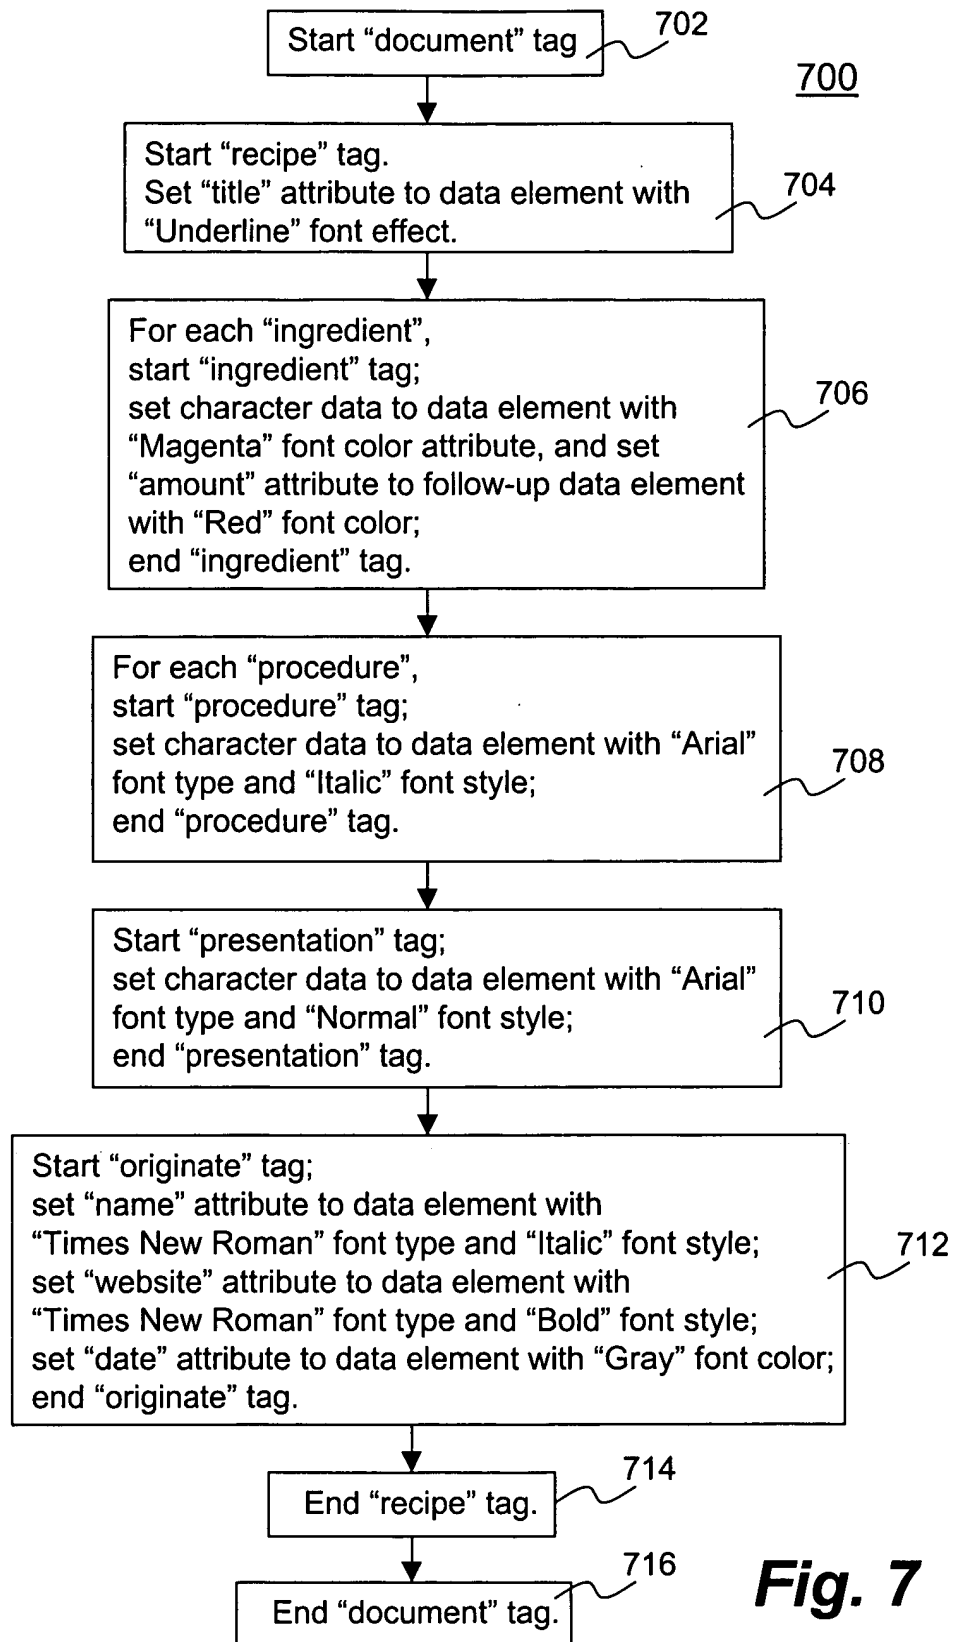 Start “document” tag
702
700
Start “recipe” tag.
Set “title” attribute to data element with
“Underline” font effect.
704
For each “ingredient”,
start “ingredient” tag;
set character data to data element with
“Magenta” font color attribute, and set
“amount” attribute to follow-up data element
with “Red” font color;
end “ingredient” tag.
706
For each “procedure”,
start “procedure” tag;
set character data to data element with “Arial”
font type and “Italic” font style;
end “procedure” tag.
708
Start “presentation” tag;
set character data to data element with “Arial”
font type and “Normal” font style;
end “presentation” tag.
710
Start “originate” tag;
set “name” attribute to data element with
“Times New Roman” font type and “Italic” font style;
set “website” attribute to data element with
“Times New Roman” font type and “Bold” font style;
set “date” attribute to data element with “Gray” font color;
end “originate” tag.
712
End “recipe” tag.
714
End “document” tag.
716
Fig. 7